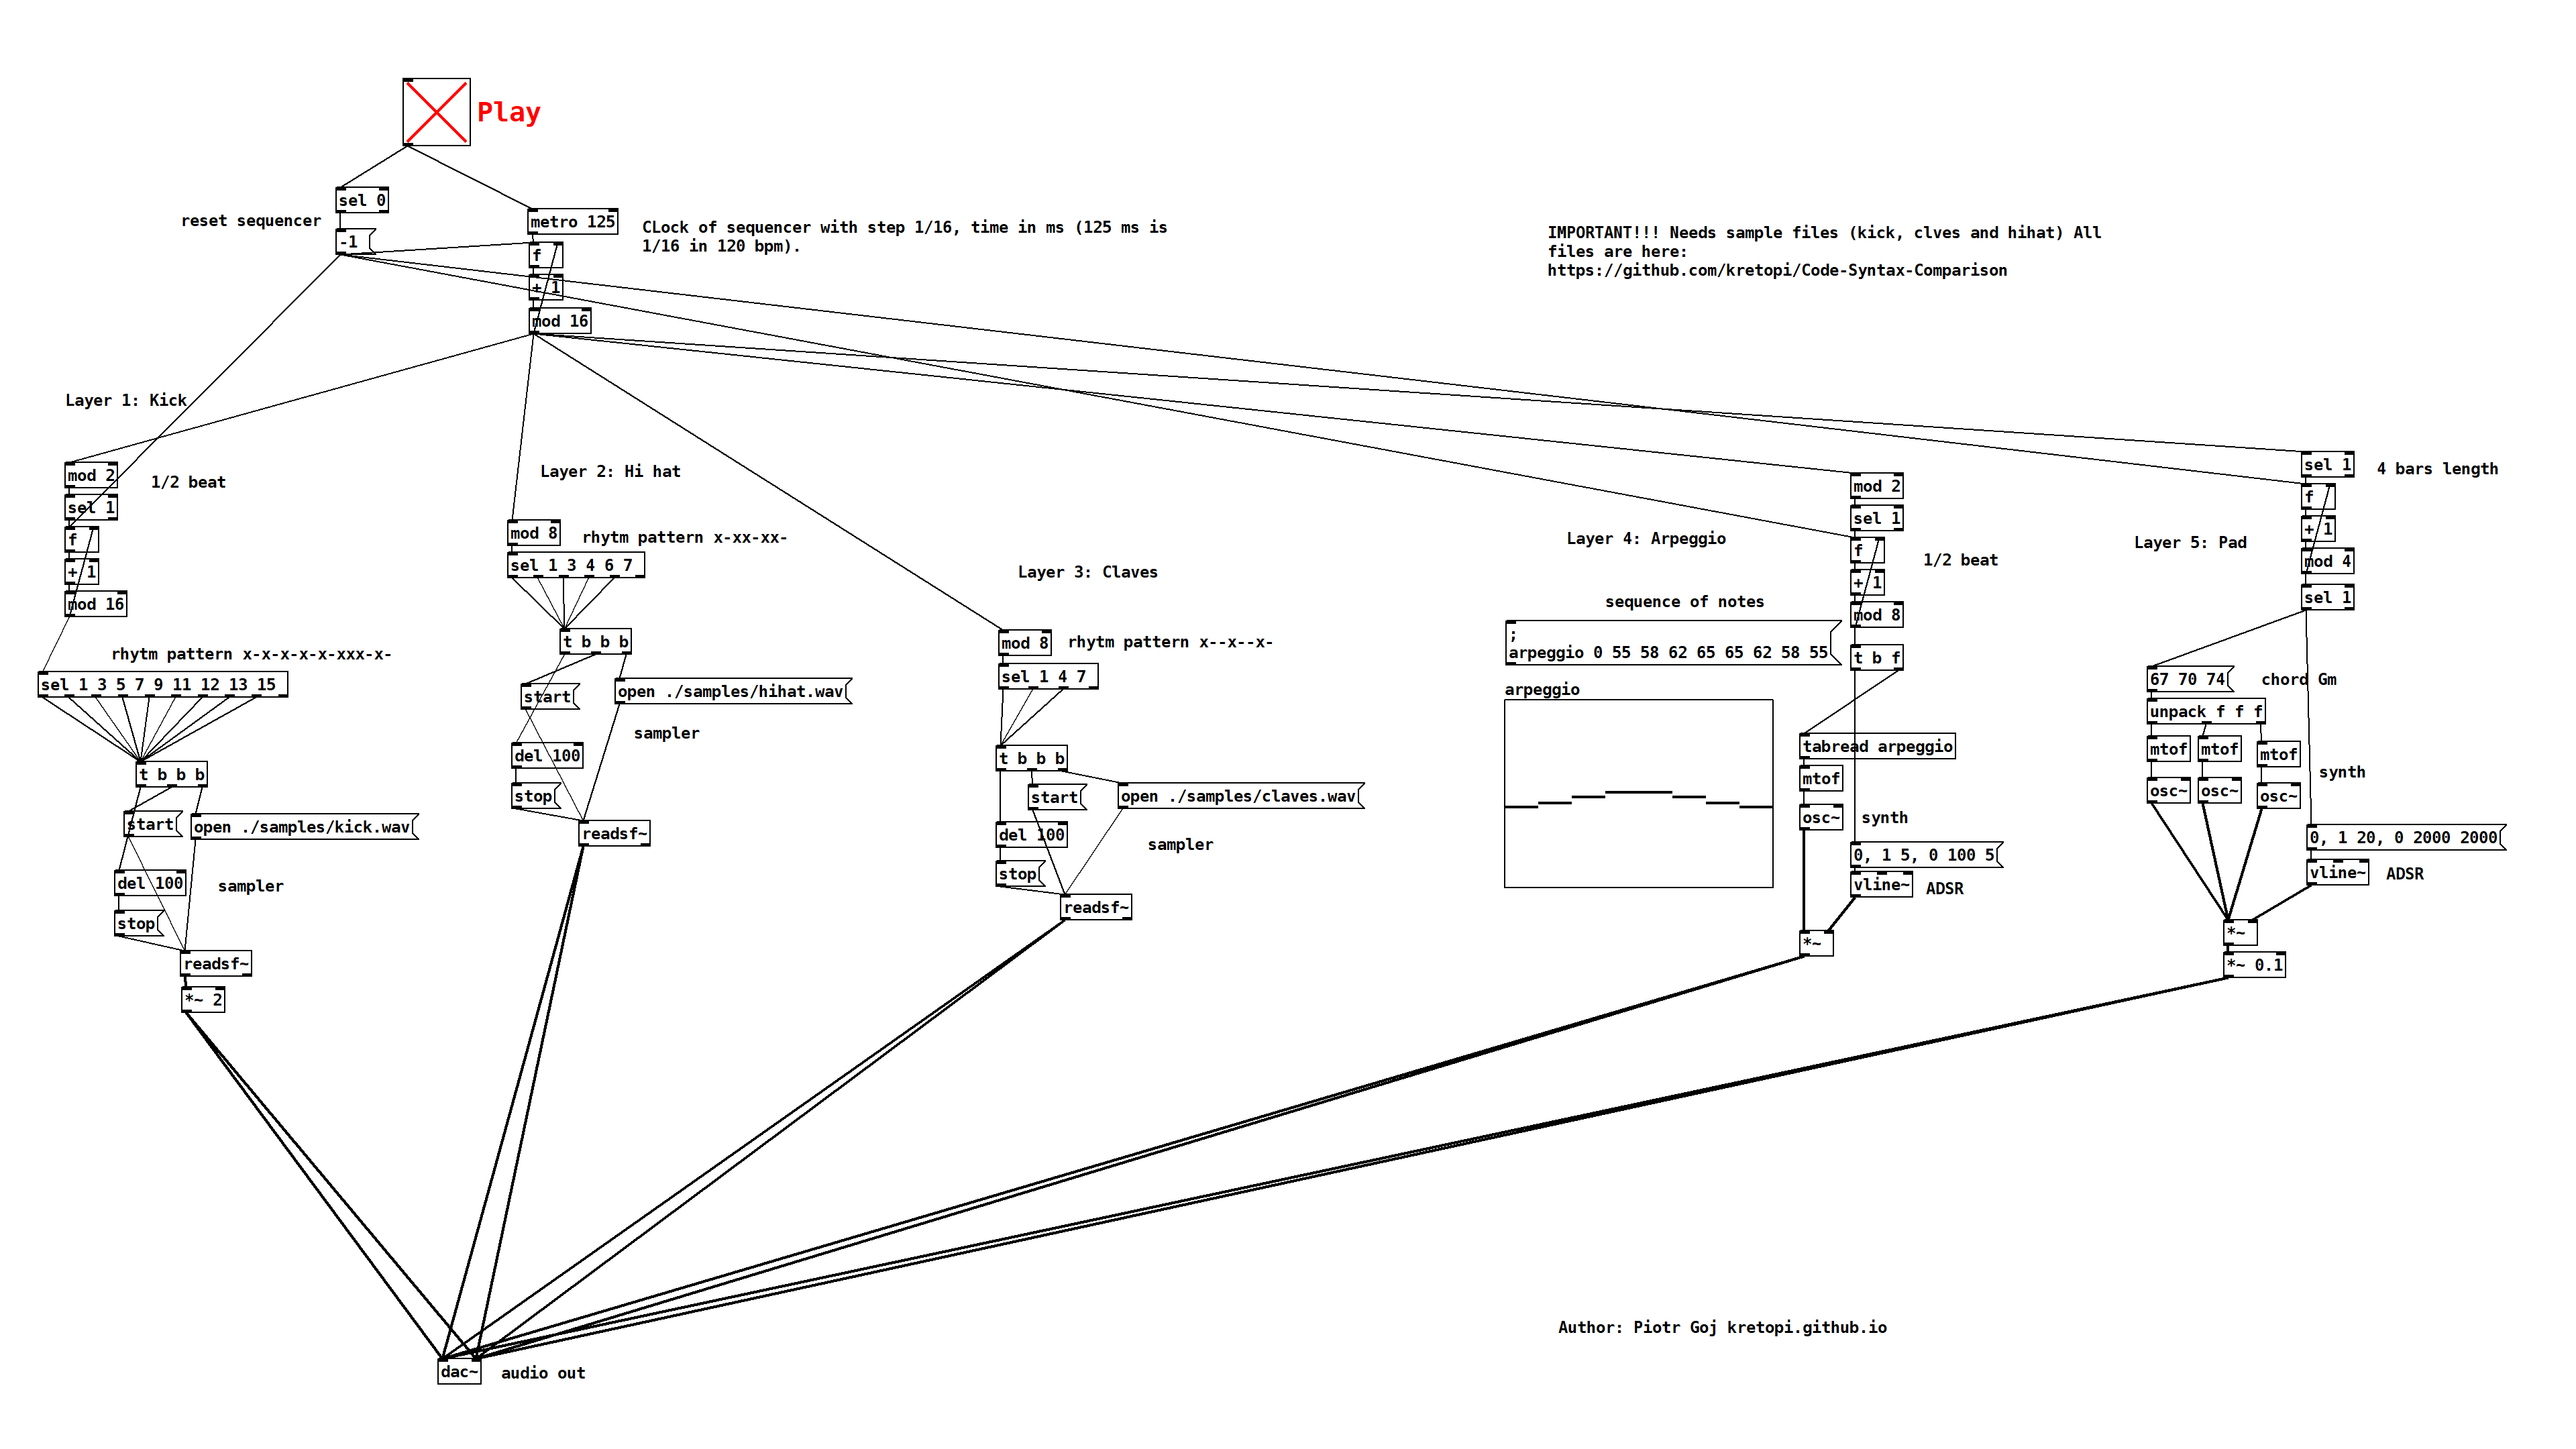 Play
sel 0
reset sequencer
-1
metro 125
CLock of sequencer with step 1/16, time in ms (125 ms is
1/16 in 120 bpm).
f
+ 1
mod 16
IMPORTANT!!! Needs sample files (kick, clves and hihat) All
files are here:
https://github.com/kretopi/Code-Syntax-Comparison
Layer 1: Kick
mod 2
1/2 beat
sel 1
f
+ 1
mod 16
rhytm pattern x-x-x-x-x-xxx-x-
sel 1 3 5 7 9 11 12 13 15
t b b b
start
open ./samples/kick.wav
del 100
sampler
stop
readsf~
*~ 2
Layer 2: Hi hat
mod 8
rhytm pattern x-xx-xx-
sel 1 3 4 6 7
t b b b
start
open ./samples/hihat.wav
sampler
del 100
stop
readsf~
Layer 3: Claves
mod 8
rhytm pattern x--x--x-
sel 1 4 7
t b b b
start
open ./samples/claves.wav
del 100
sampler
stop
readsf~
Layer 4: Arpeggio
mod 2
sel 1
f
1/2 beat
+ 1
mod 8
t b f
sequence of notes
;
arpeggio 0 55 58 62 65 65 62 58 55
arpeggio
tabread arpeggio
mtof
osc~
synth
0, 1 5, 0 100 5
vline~
ADSR
*~
Layer 5: Pad
sel 1
4 bars length
f
+ 1
mod 4
sel 1
67 70 74
chord Gm
unpack f f f
mtof
mtof
mtof
synth
osc~
osc~
osc~
0, 1 20, 0 2000 2000
vline~
ADSR
*~
*~ 0.1
Author: Piotr Goj kretopi.github.io
dac~
audio out